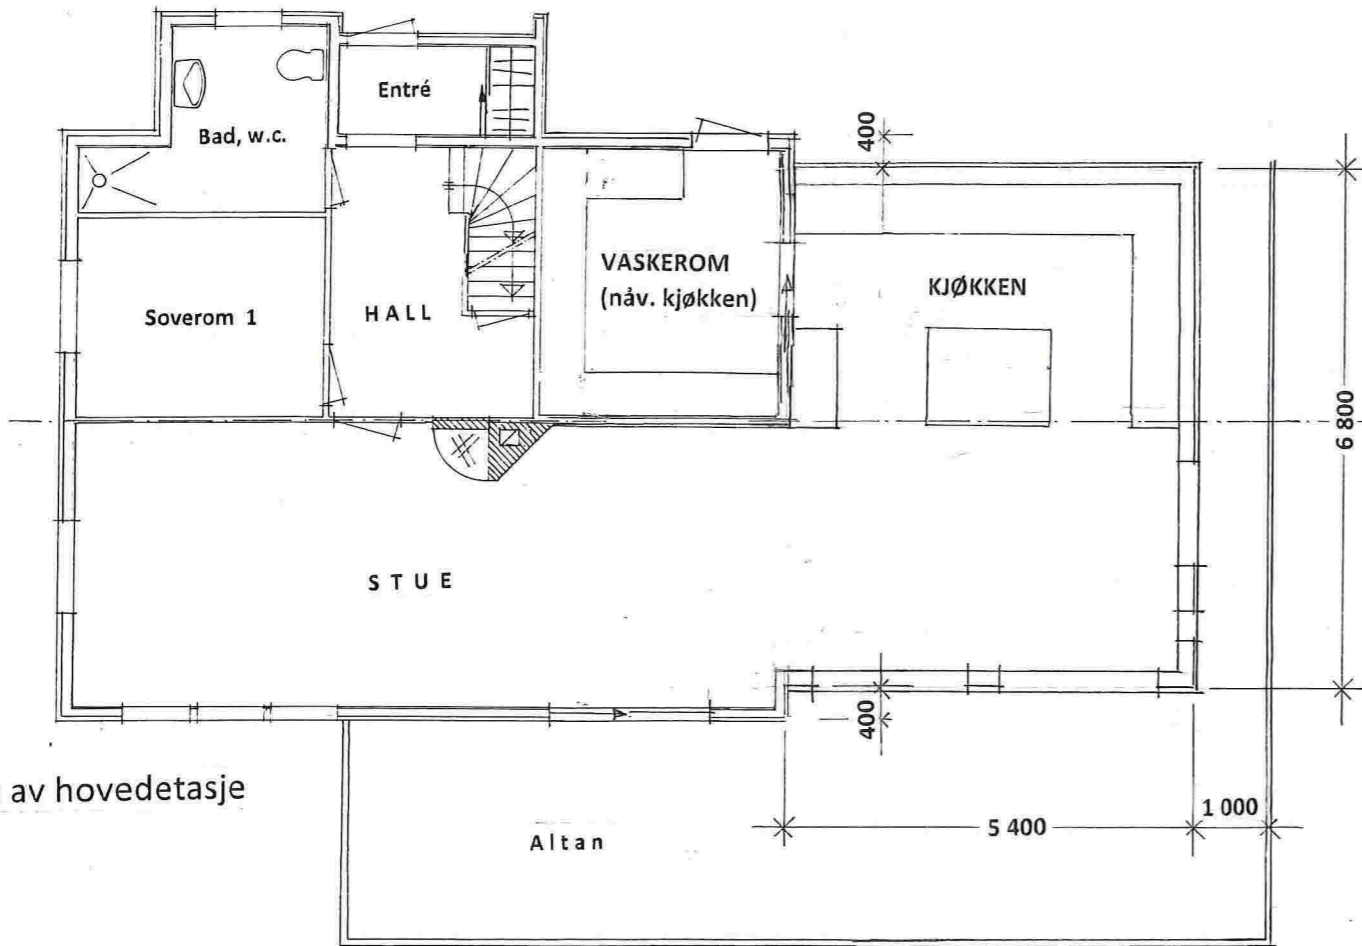 Entré
Bad, w.c.
400
VASKEROM
(nåv. kjøkken)
KJØKKEN
Soverom 1
HALL
6 800
STUE
400
av hovedetasje
5 400
1 000
Altan